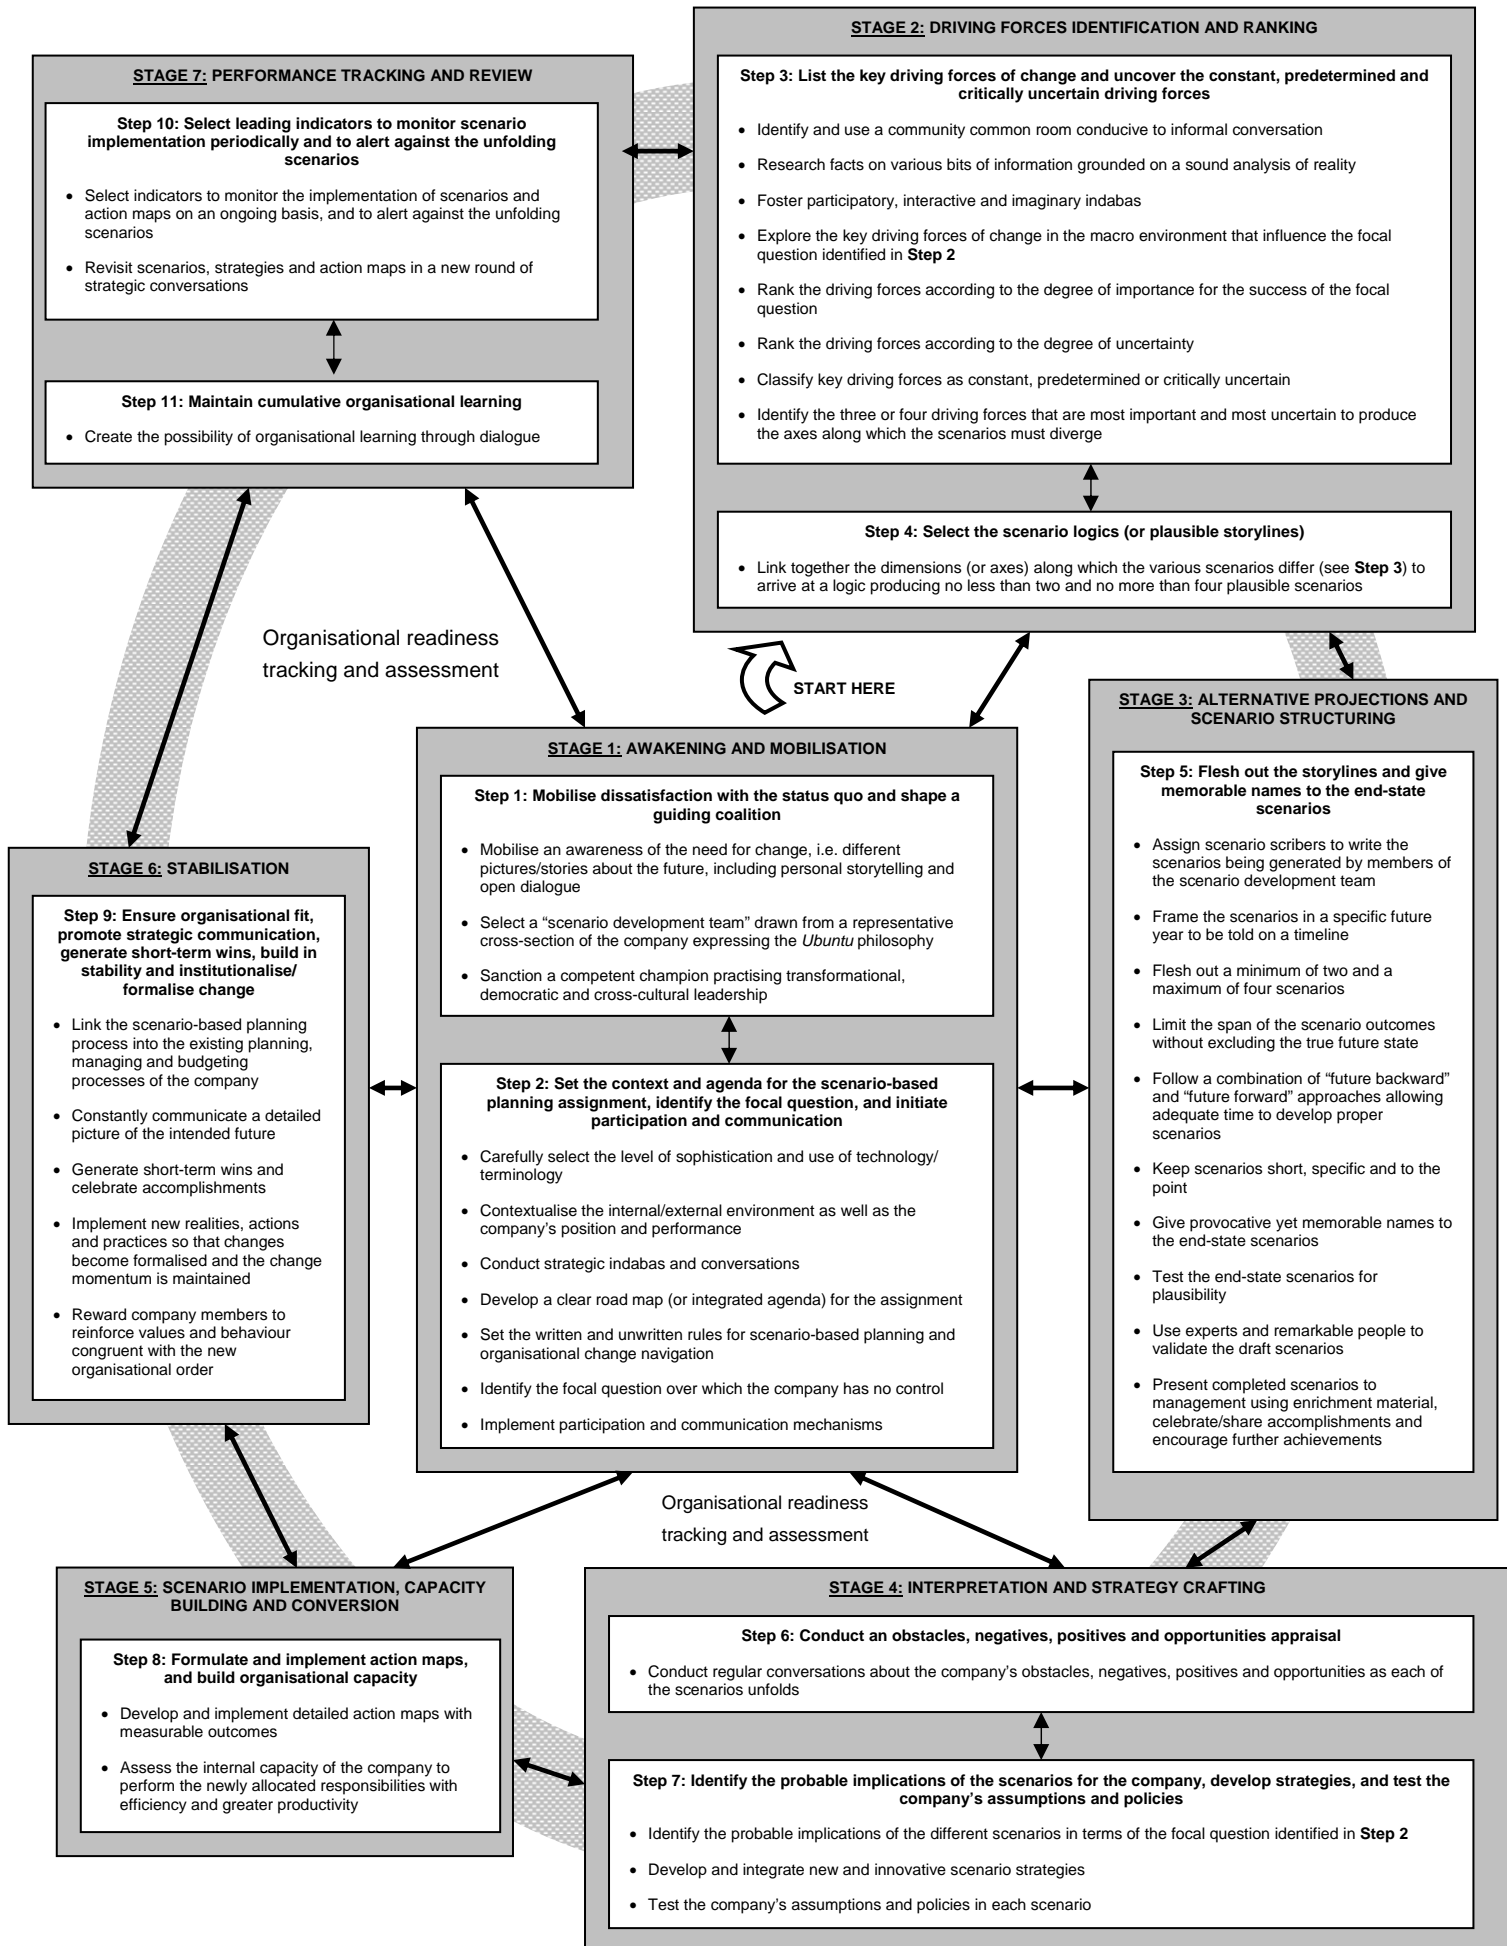 STAGE 7: PERFORMANCE TRACKING AND REVIEW
Step 10: Select leading indicators to monitor scenario
implementation periodically and to alert against the unfolding
scenarios
• Select indicators to monitor the implementation of scenarios and
action maps on an ongoing basis, and to alert against the unfolding
scenarios
• Revisit scenarios, strategies and action maps in a new round of
strategic conversations
Step 11: Maintain cumulative organisational learning
• Create the possibility of organisational learning through dialogue
STAGE 2: DRIVING FORCES IDENTIFICATION AND RANKING
Step 3: List the key driving forces of change and uncover the constant, predetermined and
critically uncertain driving forces
• Identify and use a community common room conducive to informal conversation
• Research facts on various bits of information grounded on a sound analysis of reality
• Foster participatory, interactive and imaginary indabas
• Explore the key driving forces of change in the macro environment that influence the focal
question identified in Step 2
• Rank the driving forces according to the degree of importance for the success of the focal
question
• Rank the driving forces according to the degree of uncertainty
• Classify key driving forces as constant, predetermined or critically uncertain
• Identify the three or four driving forces that are most important and most uncertain to produce
the axes along which the scenarios must diverge
Step 4: Select the scenario logics (or plausible storylines)
• Link together the dimensions (or axes) along which the various scenarios differ (see Step 3) to
arrive at a logic producing no less than two and no more than four plausible scenarios
Organisational readiness
tracking and assessment
START HERE
STAGE 1: AWAKENING AND MOBILISATION
Step 1: Mobilise dissatisfaction with the status quo and shape a
guiding coalition
• Mobilise an awareness of the need for change, i.e. different
pictures/stories about the future, including personal storytelling and
open dialogue
• Select a “scenario development team” drawn from a representative
cross-section of the company expressing the Ubuntu philosophy
• Sanction a competent champion practising transformational,
democratic and cross-cultural leadership
Step 2: Set the context and agenda for the scenario-based
planning assignment, identify the focal question, and initiate
participation and communication
• Carefully select the level of sophistication and use of technology/
terminology
• Contextualise the internal/external environment as well as the
company’s position and performance
• Conduct strategic indabas and conversations
• Develop a clear road map (or integrated agenda) for the assignment
• Set the written and unwritten rules for scenario-based planning and
organisational change navigation
• Identify the focal question over which the company has no control
• Implement participation and communication mechanisms
STAGE 3: ALTERNATIVE PROJECTIONS AND
SCENARIO STRUCTURING
Step 5: Flesh out the storylines and give
memorable names to the end-state
scenarios
• Assign scenario scribers to write the
scenarios being generated by members of
the scenario development team
• Frame the scenarios in a specific future
year to be told on a timeline
• Flesh out a minimum of two and a
maximum of four scenarios
• Limit the span of the scenario outcomes
without excluding the true future state
• Follow a combination of “future backward”
and “future forward” approaches allowing
adequate time to develop proper
scenarios
• Keep scenarios short, specific and to the
point
• Give provocative yet memorable names to
the end-state scenarios
• Test the end-state scenarios for
plausibility
• Use experts and remarkable people to
validate the draft scenarios
• Present completed scenarios to
management using enrichment material,
celebrate/share accomplishments and
encourage further achievements
STAGE 6: STABILISATION
Step 9: Ensure organisational fit,
promote strategic communication,
generate short-term wins, build in
stability and institutionalise/
formalise change
• Link the scenario-based planning
process into the existing planning,
managing and budgeting
processes of the company
• Constantly communicate a detailed
picture of the intended future
• Generate short-term wins and
celebrate accomplishments
• Implement new realities, actions
and practices so that changes
become formalised and the change
momentum is maintained
• Reward company members to
reinforce values and behaviour
congruent with the new
organisational order
Organisational readiness
tracking and assessment
STAGE 5: SCENARIO IMPLEMENTATION, CAPACITY
BUILDING AND CONVERSION
Step 8: Formulate and implement action maps,
and build organisational capacity
• Develop and implement detailed action maps with
measurable outcomes
• Assess the internal capacity of the company to
perform the newly allocated responsibilities with
efficiency and greater productivity
STAGE 4: INTERPRETATION AND STRATEGY CRAFTING
Step 6: Conduct an obstacles, negatives, positives and opportunities appraisal
• Conduct regular conversations about the company’s obstacles, negatives, positives and opportunities as each of
the scenarios unfolds
Step 7: Identify the probable implications of the scenarios for the company, develop strategies, and test the
company’s assumptions and policies
• Identify the probable implications of the different scenarios in terms of the focal question identified in Step 2
• Develop and integrate new and innovative scenario strategies
• Test the company’s assumptions and policies in each scenario